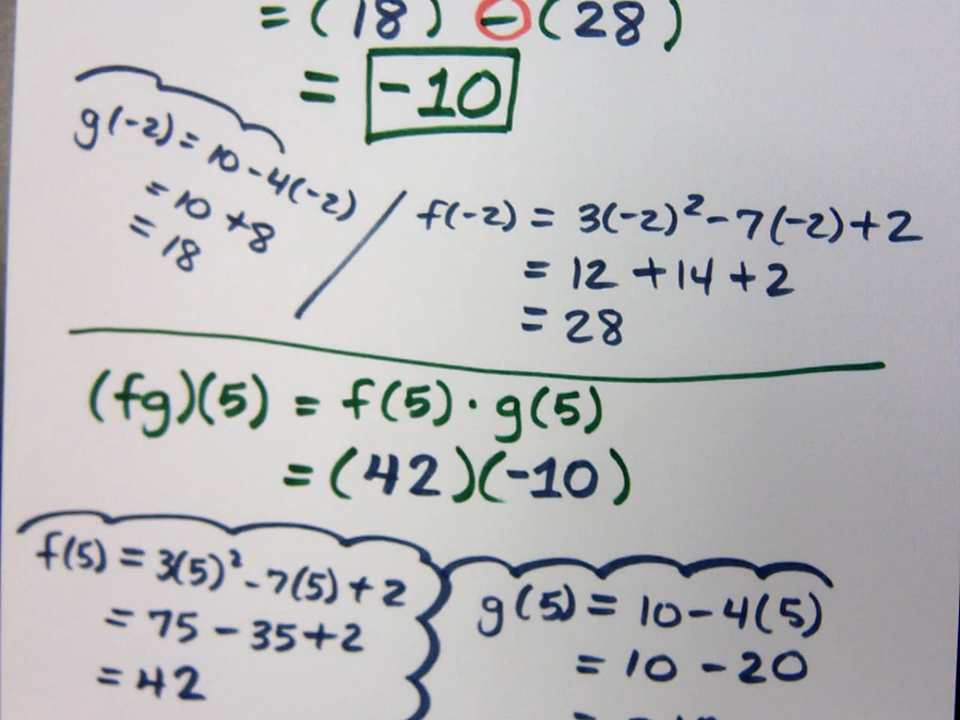 = (18) - (28)
= -10
g(-2) = 10 - 4(-2)
= 10 + 8
= 18
f(-2) = 3(-2)² - 7(-2) + 2
= 12 + 14 + 2
= 28
(fg)(5) = f(5) · g(5)
= (42)(-10)
f(5) = 3(5)² - 7(5) + 2
= 75 - 35 + 2
= 42
g(5) = 10 - 4(5)
= 10 - 20